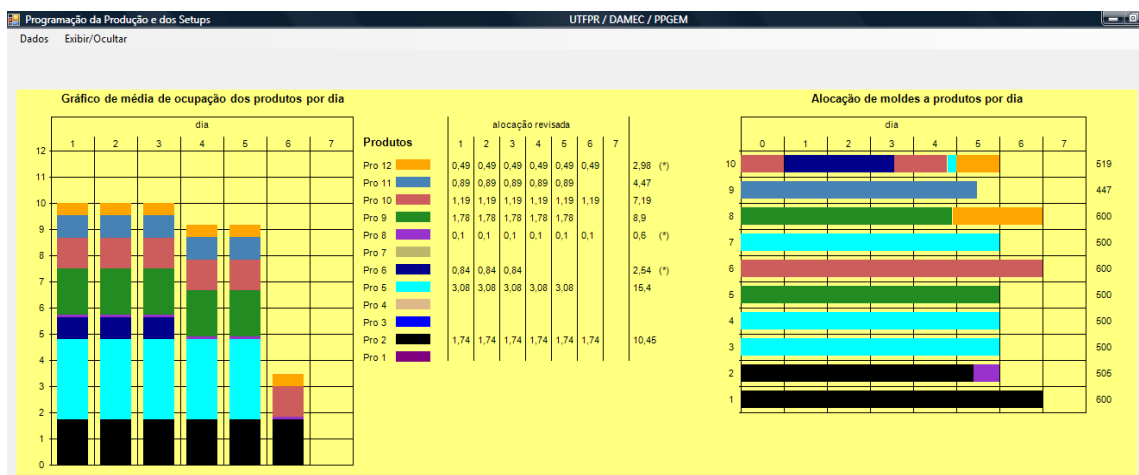 Programação da Produção e dos Setups UTFPR / DAMEC / PPGEM
Dados Exibir/Ocultar
Gráfico de média de ocupação dos produtos por dia
dia
1 2 3 4 5 6 7
12
11
10
9
8
7
6
5
4
3
2
1
0
Produtos alocação revisada
1 2 3 4 5 6 7
Pro 12 0,49 0,49 0,49 0,49 0,49 0,49 2,98 (*)
Pro 11 0,89 0,89 0,89 0,89 0,89 4,47
Pro 10 1,19 1,19 1,19 1,19 1,19 1,19 7,19
Pro 9 1,78 1,78 1,78 1,78 1,78 8,9
Pro 8 0,1 0,1 0,1 0,1 0,1 0,1 0,6 (*)
Pro 7
Pro 6 0,84 0,84 0,84 2,54 (*)
Pro 5 3,08 3,08 3,08 3,08 3,08 15,4
Pro 4
Pro 3
Pro 2 1,74 1,74 1,74 1,74 1,74 1,74 10,45
Pro 1
Alocação de moldes a produtos por dia
dia
0 1 2 3 4 5 6 7
10 519
9 447
8 600
7 500
6 600
5 500
4 500
3 500
2 505
1 600